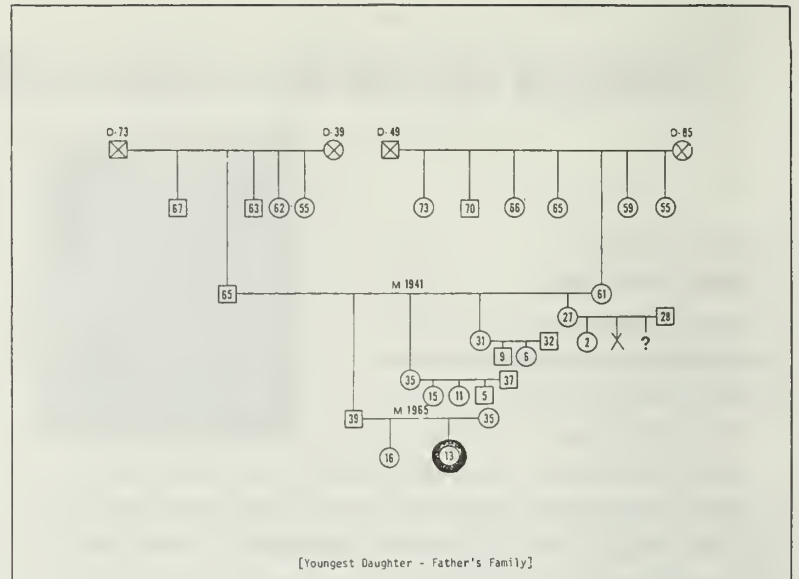 D-73 D-39 D-49 D-85
67 63 62 55 73 70 66 65 59 55
M 1941
65 61
27 28
31 32 2 ?
9 6
35 37
15 11 5
M 1965
39 35
16 13
[Youngest Daughter - Father's Family]